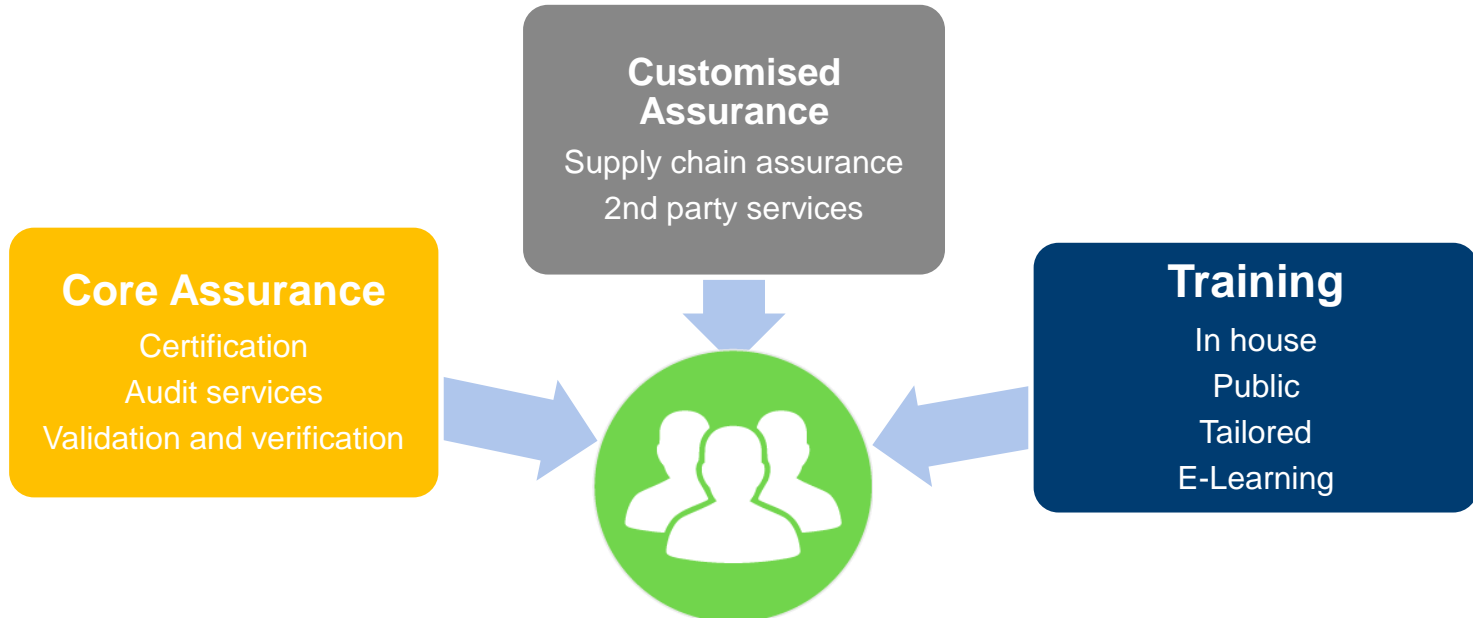 Customised
Assurance
Supply chain assurance
2nd party services
Core Assurance
Certification
Audit services
Validation and verification
Training
In house
Public
Tailored
E-Learning